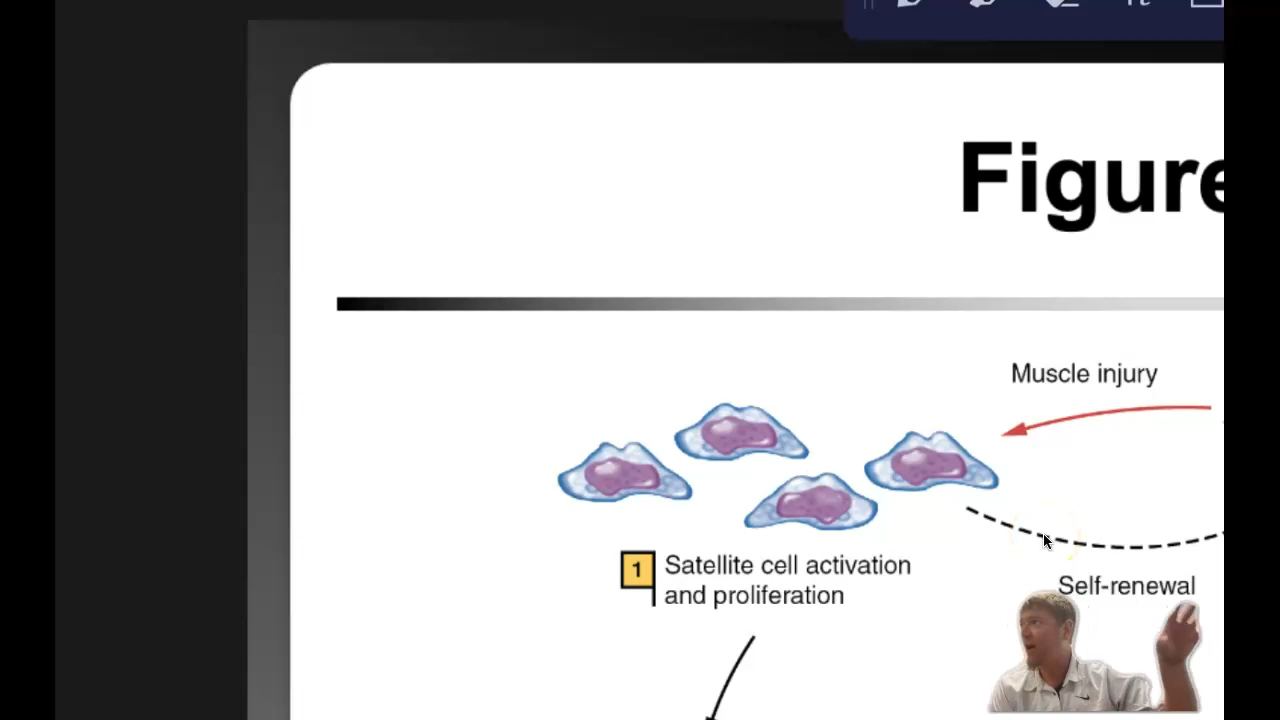 Figure
Muscle injury
1 Satellite cell activation
and proliferation
Self-renewal